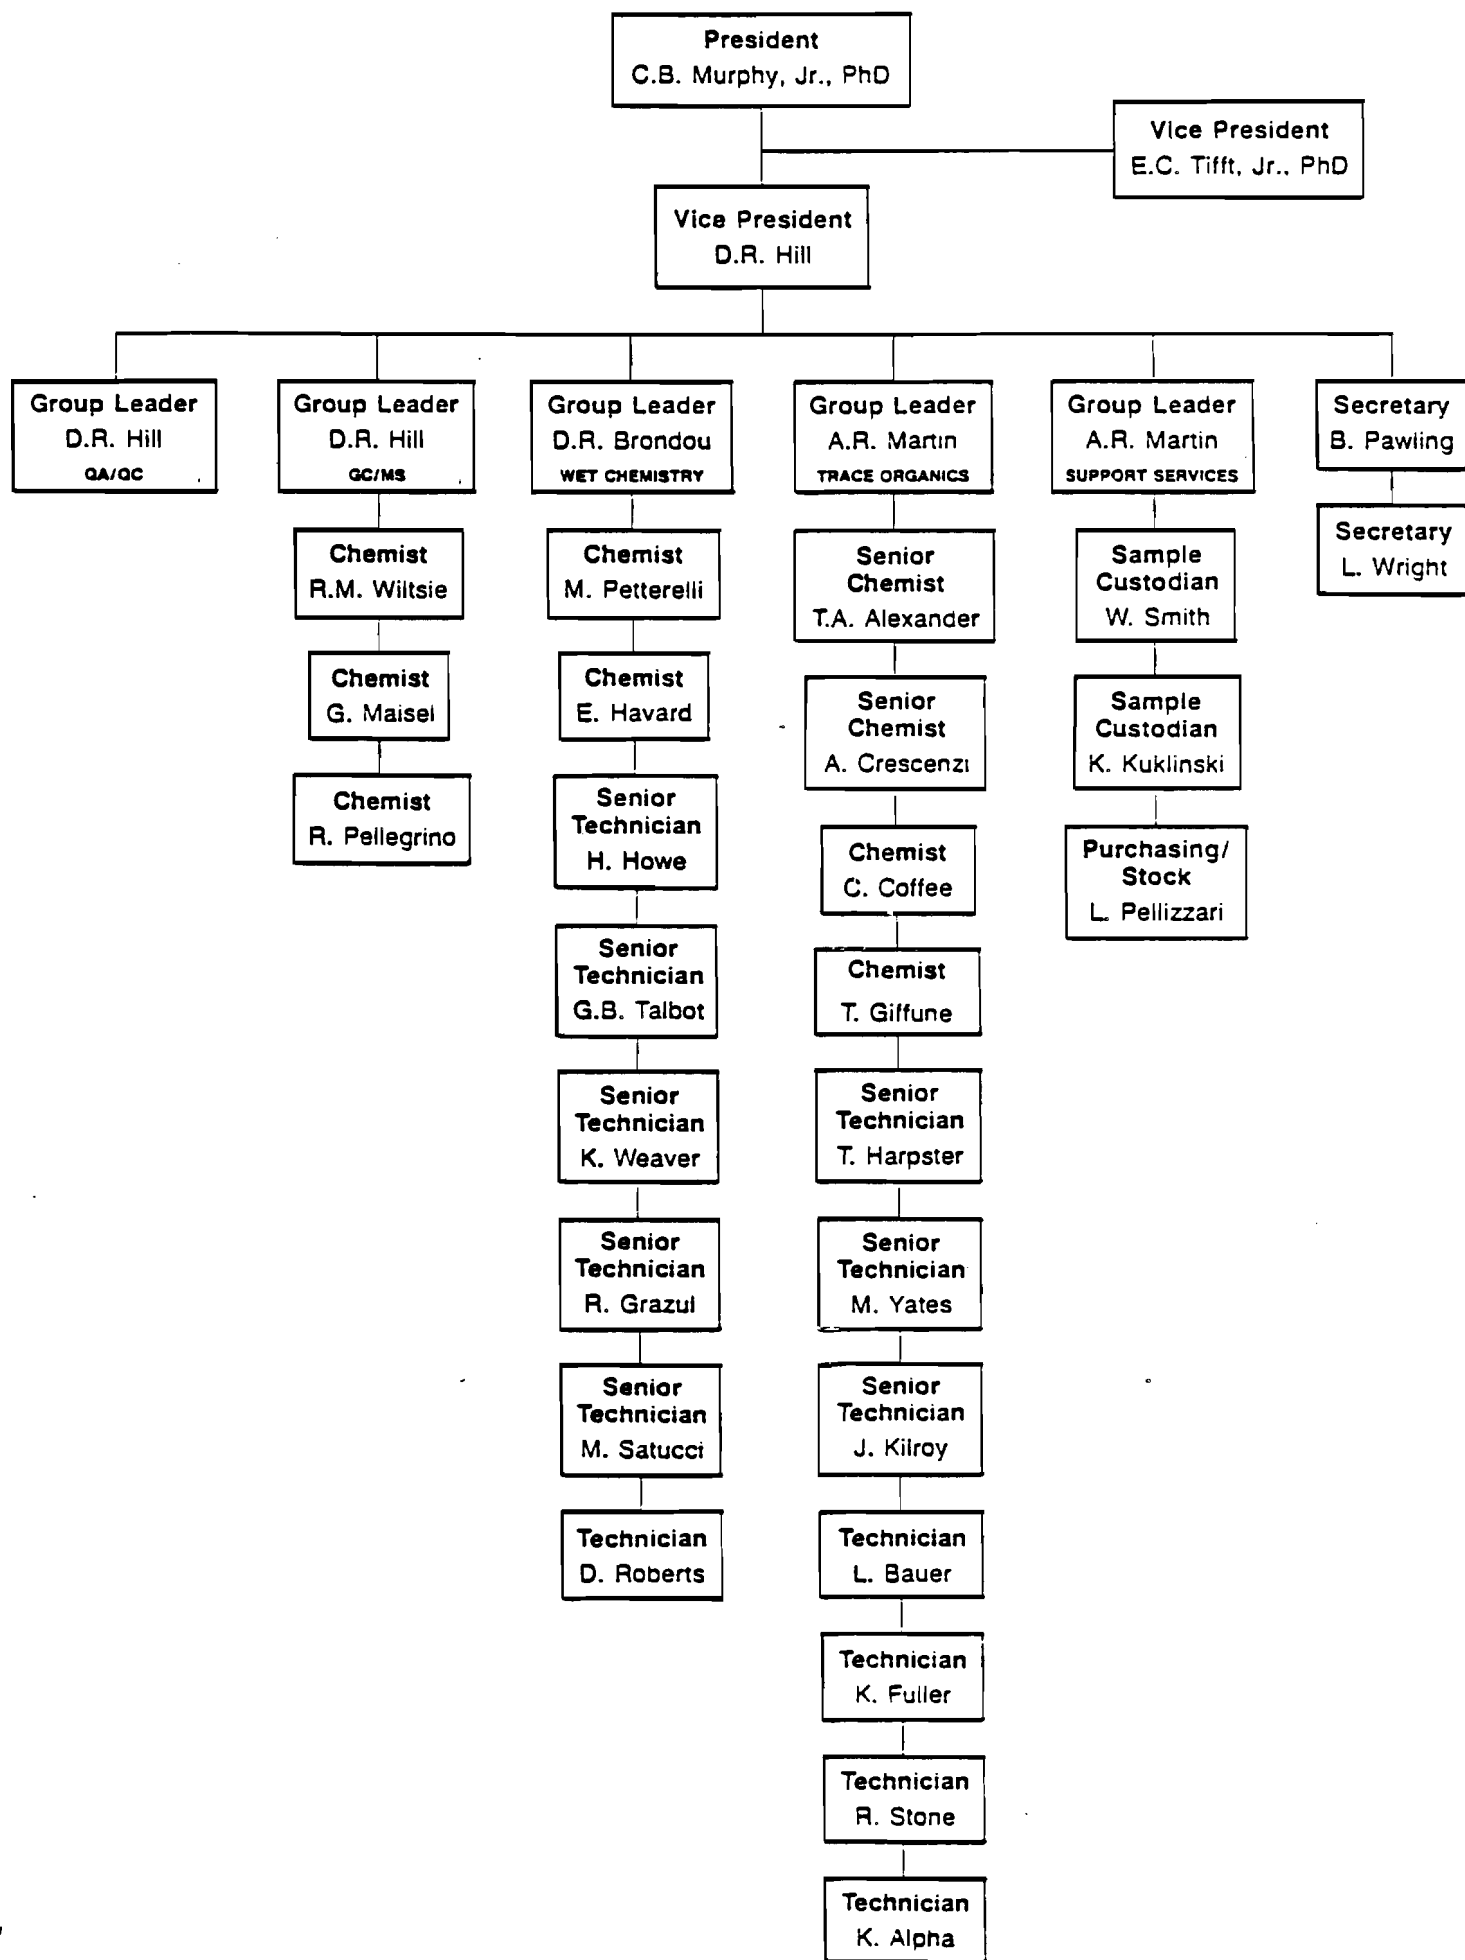 President
C.B. Murphy, Jr., PhD
Vice President
E.C. Tifft, Jr., PhD
Vice President
D.R. Hill
Group Leader
D.R. Hill
QA/QC
Group Leader
D.R. Hill
GC/MS
Group Leader
D.R. Brondou
WET CHEMISTRY
Group Leader
A.R. Martin
TRACE ORGANICS
Group Leader
A.R. Martin
SUPPORT SERVICES
Secretary
B. Pawling
Chemist
R.M. Wiltsie
Chemist
G. Maisel
Chemist
R. Pellegrino
Chemist
M. Petterelli
Chemist
E. Havard
Senior
Technician
H. Howe
Senior
Technician
G.B. Talbot
Senior
Technician
K. Weaver
Senior
Technician
R. Grazul
Senior
Technician
M. Satucci
Technician
D. Roberts
Senior
Chemist
T.A. Alexander
Senior
Chemist
A. Crescenzi
Chemist
C. Coffee
Chemist
T. Giffune
Senior
Technician
T. Harpster
Senior
Technician
M. Yates
Senior
Technician
J. Kilroy
Technician
L. Bauer
Technician
K. Fuller
Technician
R. Stone
Technician
K. Alpha
Sample
Custodian
W. Smith
Sample
Custodian
K. Kuklinski
Purchasing/
Stock
L. Pellizzari
Secretary
L. Wright